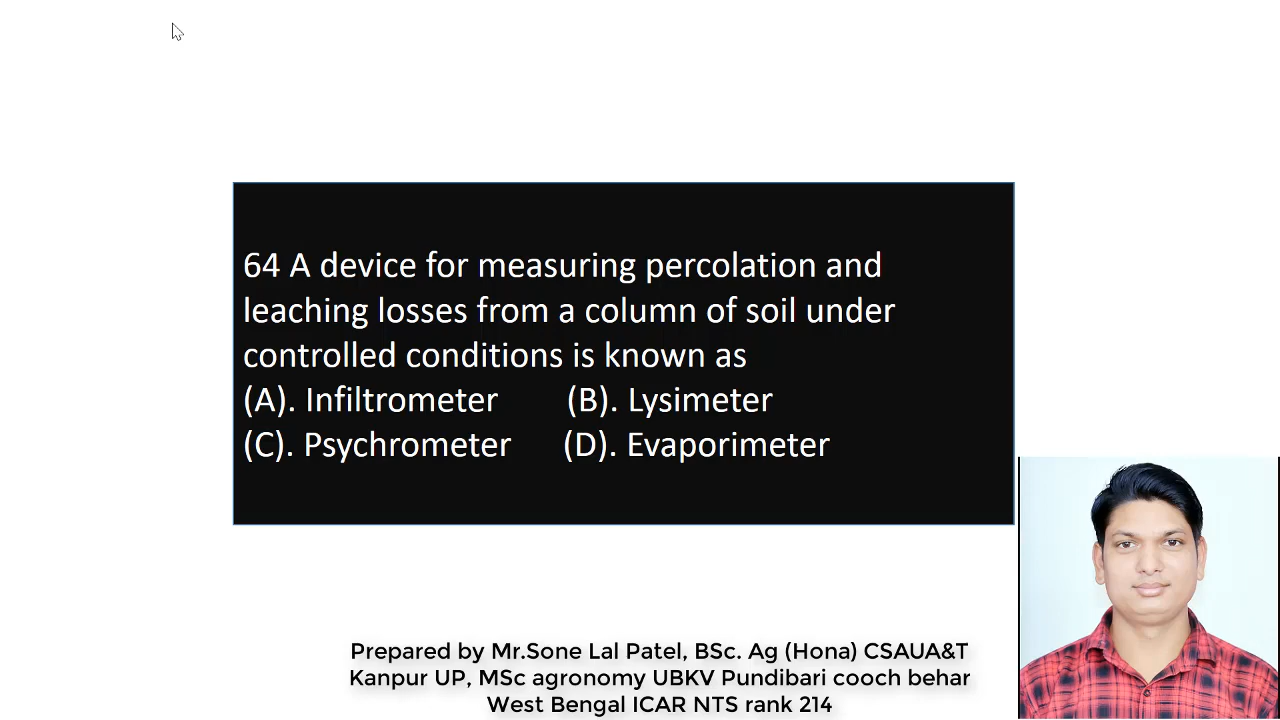 64 A device for measuring percolation and
leaching losses from a column of soil under
controlled conditions is known as
(A). Infiltrometer (B). Lysimeter
(C). Psychrometer (D). Evaporimeter
Prepared by Mr.Sone Lal Patel, BSc. Ag (Hona) CSAUA&T
Kanpur UP, MSc agronomy UBKV Pundibari cooch behar
West Bengal ICAR NTS rank 214